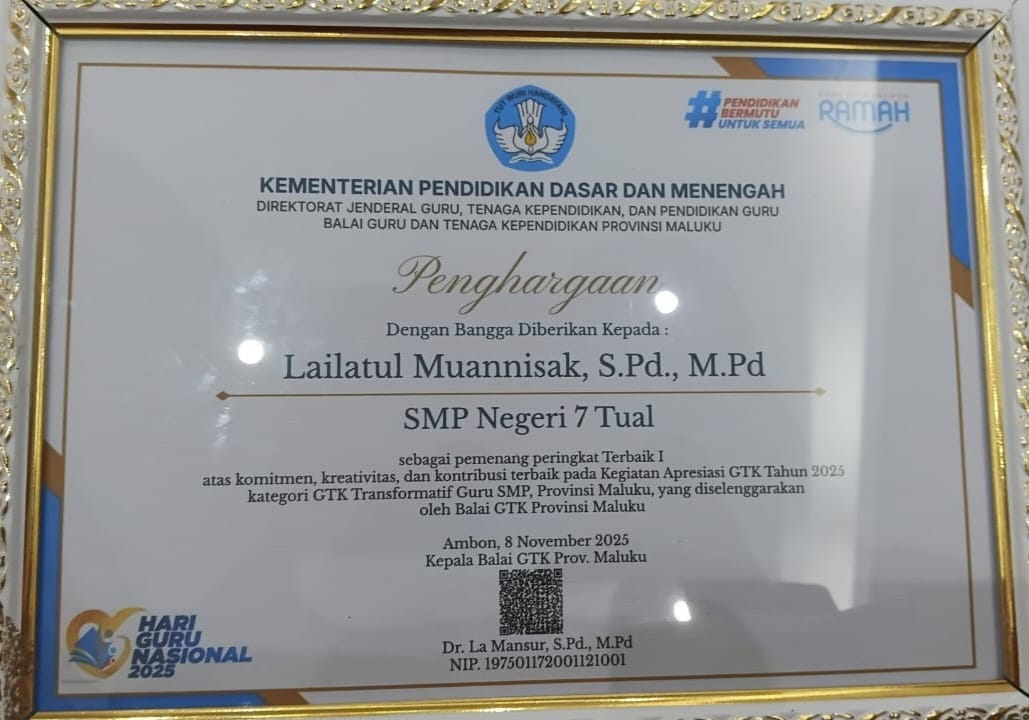 TUT WURI HANDAYANI
# PENDIDIKAN
BERMUTU
UNTUK SEMUA
RAMAH
KEMENTERIAN PENDIDIKAN DASAR DAN MENENGAH
DIREKTORAT JENDERAL GURU, TENAGA KEPENDIDIKAN, DAN PENDIDIKAN GURU
BALAI GURU DAN TENAGA KEPENDIDIKAN PROVINSI MALUKU
Penghargaan
Dengan Bangga Diberikan Kepada :
Lailatul Muannisak, S.Pd., M.Pd
SMP Negeri 7 Tual
sebagai pemenang peringkat Terbaik I
atas komitmen, kreativitas, dan kontribusi terbaik pada Kegiatan Apresiasi GTK Tahun 2025
kategori GTK Transformatif Guru SMP, Provinsi Maluku, yang diselenggarakan
oleh Balai GTK Provinsi Maluku
Ambon, 8 November 2025
Kepala Balai GTK Prov. Maluku
Dr. La Mansur, S.Pd., M.Pd
NIP. 197501172001121001
HARI
GURU
NASIONAL
2025